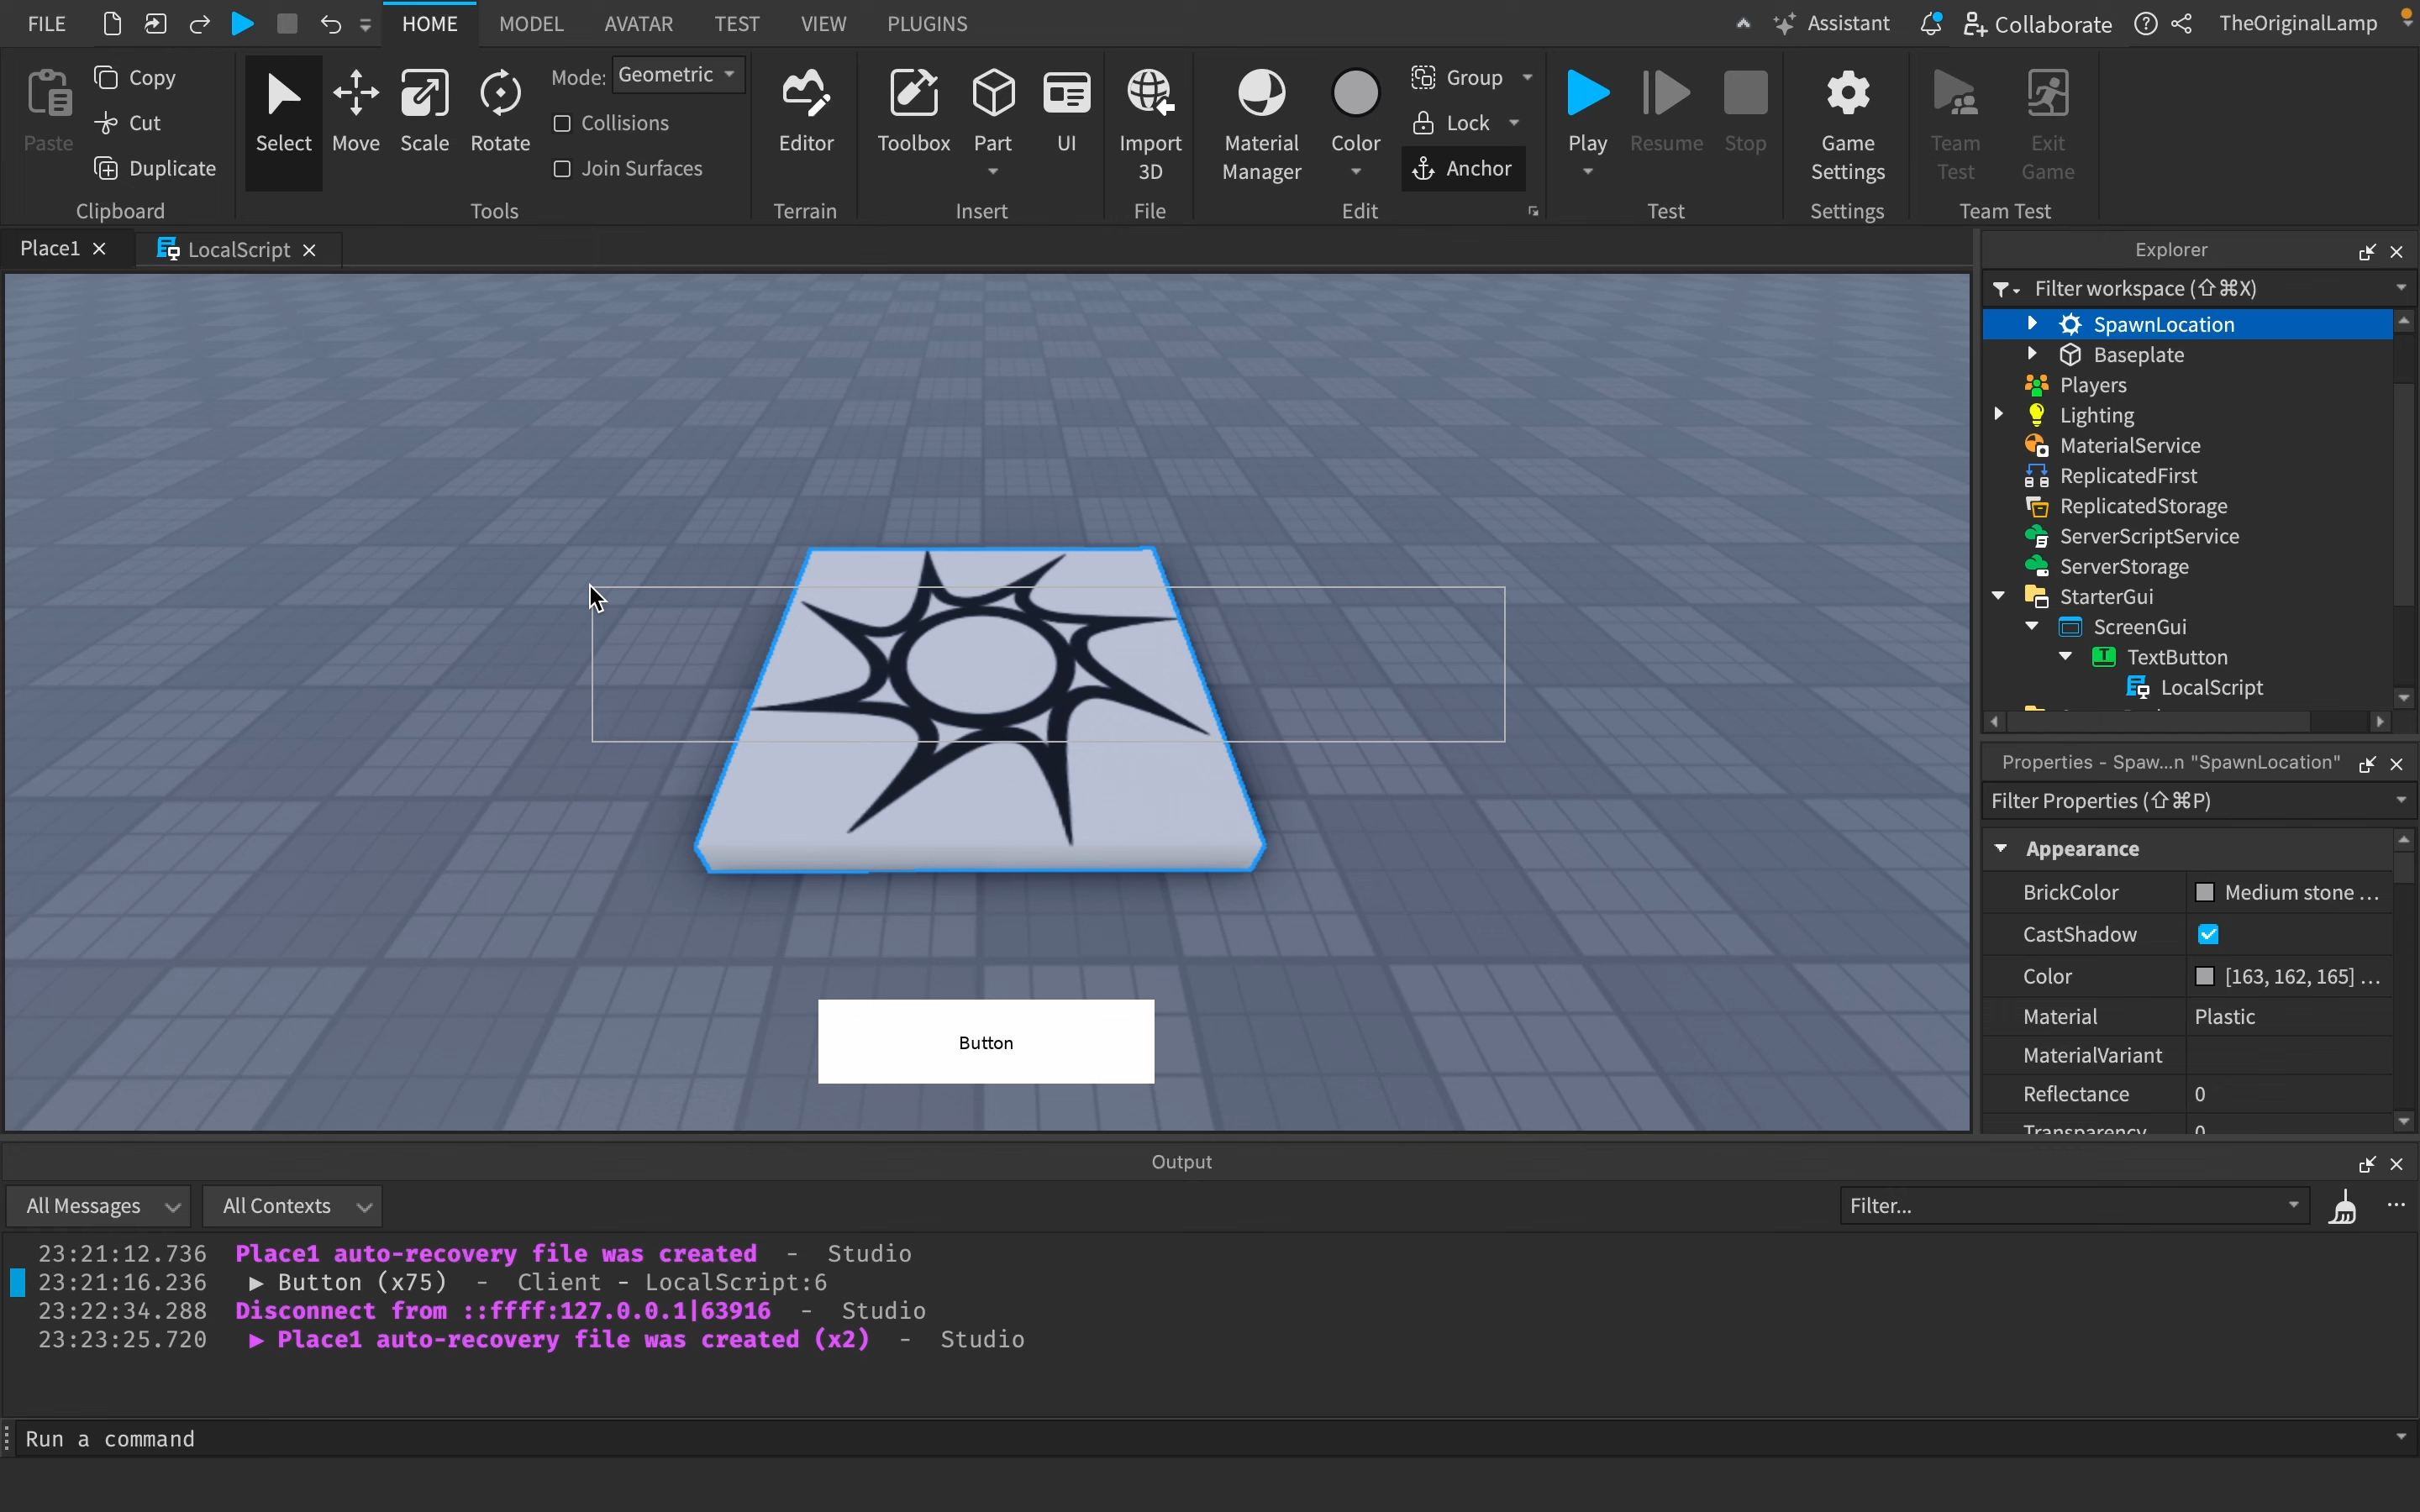 FILE HOME MODEL AVATAR TEST VIEW PLUGINS Assistant Collaborate TheOriginalLamp
Paste
Copy
Cut
Duplicate
Clipboard
Select Move Scale Rotate
Mode: Geometric
Collisions
Join Surfaces
Tools
Editor
Terrain
Toolbox Part UI
Insert
Import
3D
File
Material
Manager
Color
Group
Lock
Anchor
Edit
Play Resume Stop
Test
Game
Settings
Settings
Team
Test
Exit
Game
Team Test
Place1 LocalScript
Explorer
Filter workspace (⇧⌘X)
SpawnLocation
Baseplate
Players
Lighting
MaterialService
ReplicatedFirst
ReplicatedStorage
ServerScriptService
ServerStorage
StarterGui
ScreenGui
TextButton
LocalScript
Properties - Spaw...n "SpawnLocation"
Filter Properties (⇧⌘P)
Appearance
BrickColor Medium stone ...
CastShadow
Color [163, 162, 165] ...
Material Plastic
MaterialVariant
Reflectance 0
Transparency 0
Button
Output
All Messages All Contexts Filter...
23:21:12.736 Place1 auto-recovery file was created - Studio
23:21:16.236 ▶ Button (x75) - Client - LocalScript:6
23:22:34.288 Disconnect from ::ffff:127.0.0.1|63916 - Studio
23:23:25.720 ▶ Place1 auto-recovery file was created (x2) - Studio
Run a command